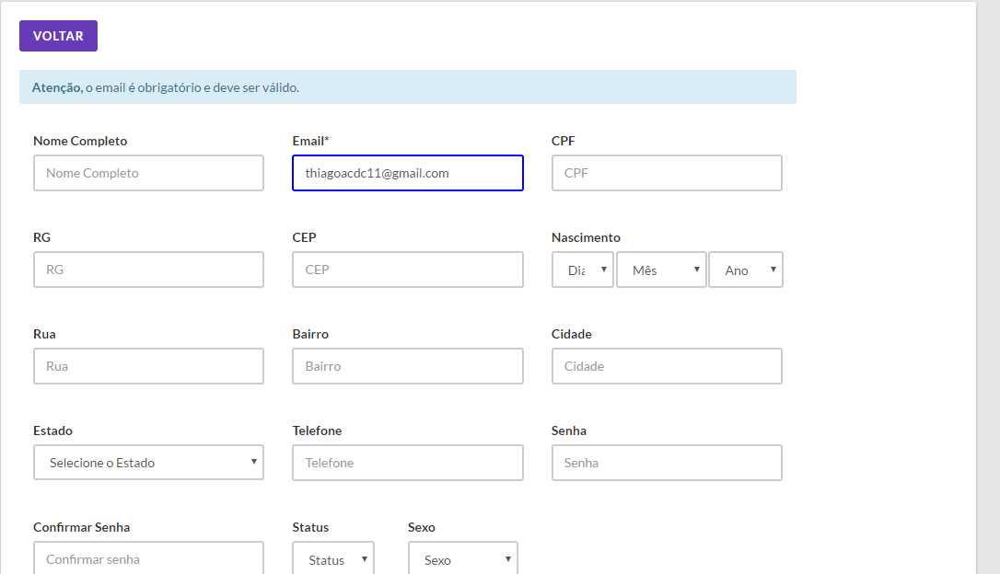 VOLTAR
Atenção, o email é obrigatório e deve ser válido.
Nome Completo Email* CPF
Nome Completo thiagoacdc11@gmail.com CPF
RG CEP Nascimento
RG CEP Dia Mês Ano
Rua Bairro Cidade
Rua Bairro Cidade
Estado Telefone Senha
Selecione o Estado Telefone Senha
Confirmar Senha Status Sexo
Confirmar senha Status Sexo